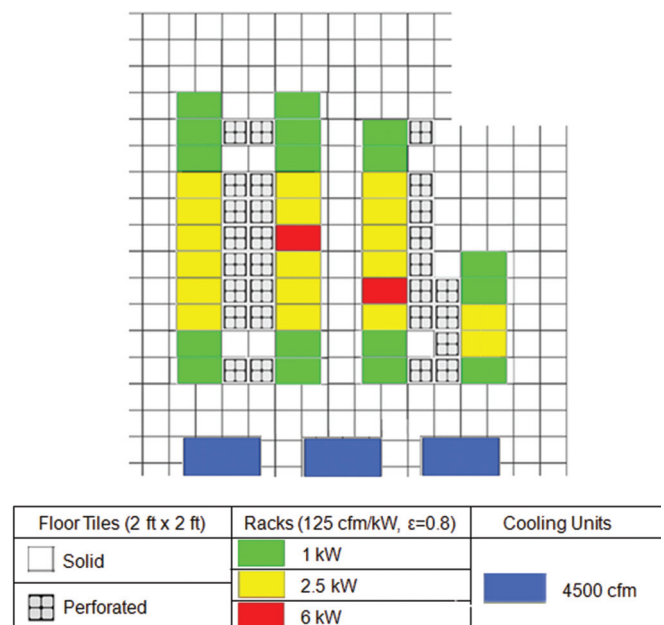 Floor Tiles (2 ft x 2 ft)
Racks (125 cfm/kW, ε=0.8)
Cooling Units
Solid
1 kW
2.5 kW
4500 cfm
Perforated
6 kW